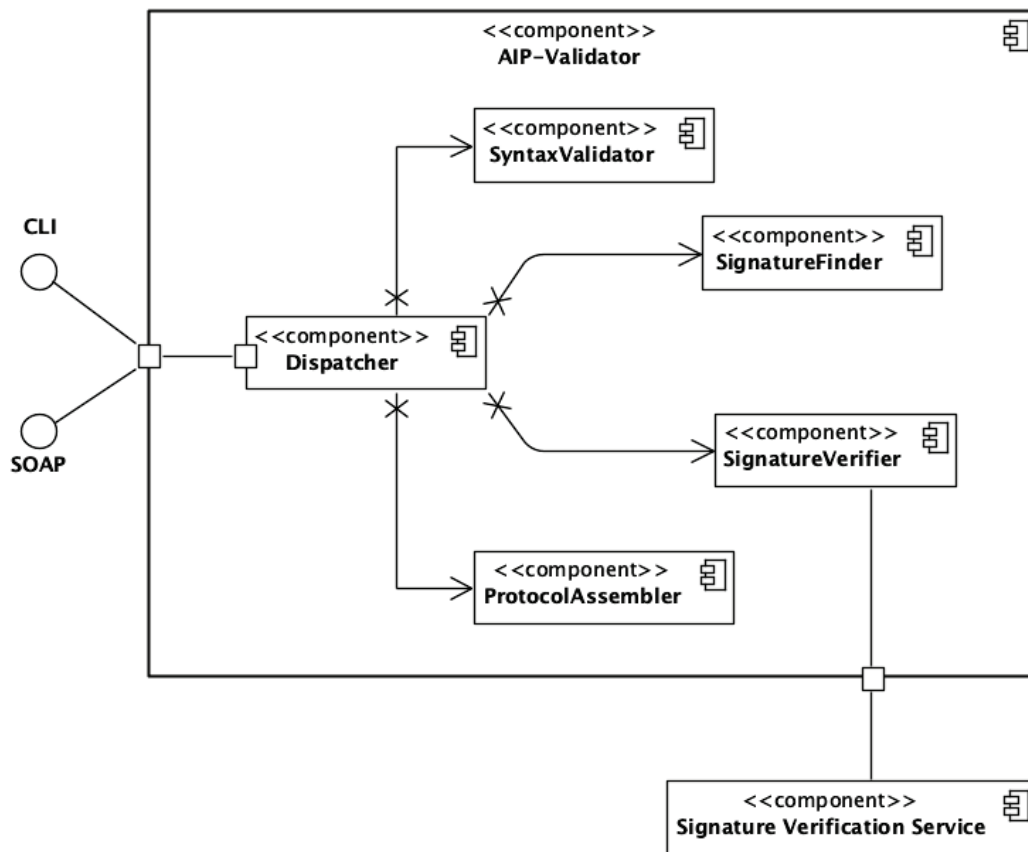 <<component>>
AIP-Validator
<<component>>
SyntaxValidator
CLI
<<component>>
SignatureFinder
<<component>>
Dispatcher
<<component>>
SignatureVerifier
SOAP
<<component>>
ProtocolAssembler
<<component>>
Signature Verification Service